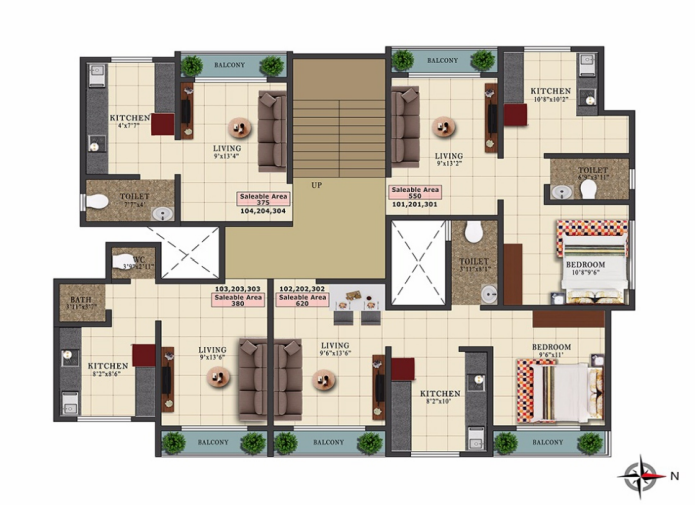 BALCONY
BALCONY
KITCHEN
4'x7'7"
LIVING
9'x13'4"
KITCHEN
10'8"x10'2"
LIVING
9'x13'2"
UP
TOILET
7'7"x4'
Saleable Area
375
104,204,304
Saleable Area
550
101,201,301
TOILET
6'9"x3'11"
WC
3'9"x2'11"
TOILET
3'11"x8'1"
BEDROOM
10'8"9'6"
BATH
3'11"x3'7"
103,203,303
Saleable Area
380
102,202,302
Saleable Area
620
KITCHEN
8'2"x8'6"
LIVING
9'x13'6"
LIVING
9'6"x13'6"
KITCHEN
8'2"x10'
BEDROOM
9'6"x11'
BALCONY
BALCONY
BALCONY
N